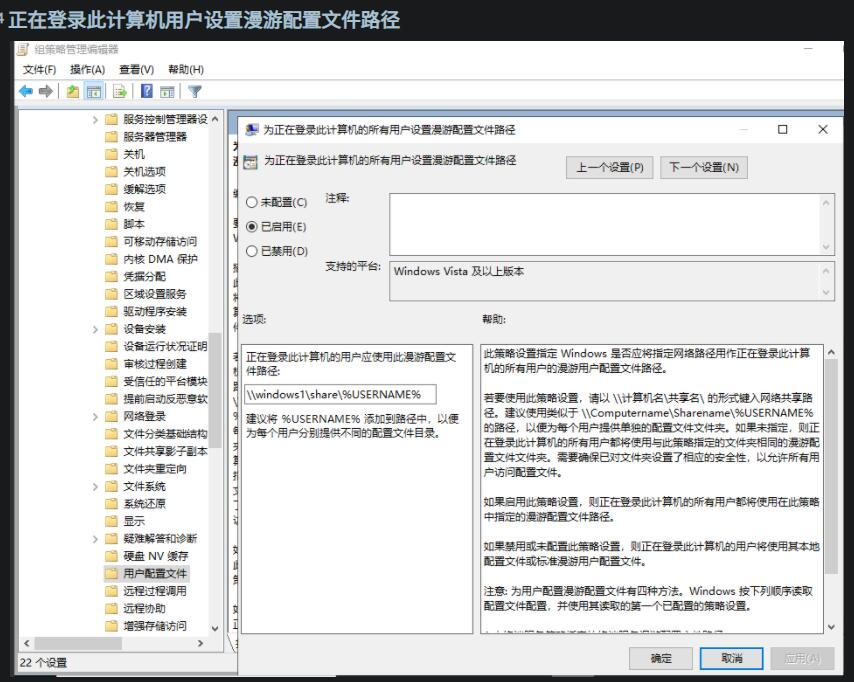 正在登录此计算机用户设置漫游配置文件路径
组策略管理编辑器
文件(F) 操作(A) 查看(V) 帮助(H)
服务控制管理器设
服务器管理器
关机
关机选项
缓解选项
恢复
脚本
可移动存储访问
内核 DMA 保护
凭据分配
区域设置服务
驱动程序安装
设备安装
设备运行状况证明
审核过程创建
受信任的平台模块
提前启动反恶意软
网络登录
文件分类基础结构
文件共享影子副本
文件夹重定向
文件系统
系统还原
显示
疑难解答和诊断
硬盘 NV 缓存
用户配置文件
远程过程调用
远程协助
增强存储访问
22 个设置
为正在登录此计算机的所有用户设置漫游配置文件路径
为正在登录此计算机的所有用户设置漫游配置文件路径
上一个设置(P) 下一个设置(N)
未配置(C)
已启用(E)
已禁用(D)
注释:
支持的平台:
Windows Vista 及以上版本
选项:
正在登录此计算机的用户应使用此漫游配置文
件路径:
\\windows1\share\%USERNAME%
建议将 %USERNAME% 添加到路径中，以便
为每个用户分别提供不同的配置文件目录。
帮助:
此策略设置指定 Windows 是否应将指定网络路径用作正在登录此计算
机的所有用户的漫游用户配置文件路径。
若要使用此策略设置，请以 \\计算机名\共享名\ 的形式键入网络共享路
径。建议使用类似于 \\Computername\Sharename\%USERNAME%
的路径，以便为每个用户提供单独的配置文件文件夹。如果未指定，则正
在登录此计算机的所有用户都将使用与此策略指定的文件夹相同的漫游配
置文件文件夹。需要确保已对文件夹设置了相应的安全性，以允许所有用
户访问配置文件。
如果启用此策略设置，则正在登录此计算机的所有用户都将使用在此策略
中指定的漫游配置文件路径。
如果禁用或未配置此策略设置，则正在登录此计算机的用户将使用其本地
配置文件或标准漫游用户配置文件。
注意: 为用户配置漫游配置文件有四种方法。Windows 按下列顺序读取
配置文件配置，并使用其读取的第一个已配置的策略设置。
确定 取消 应用(A)